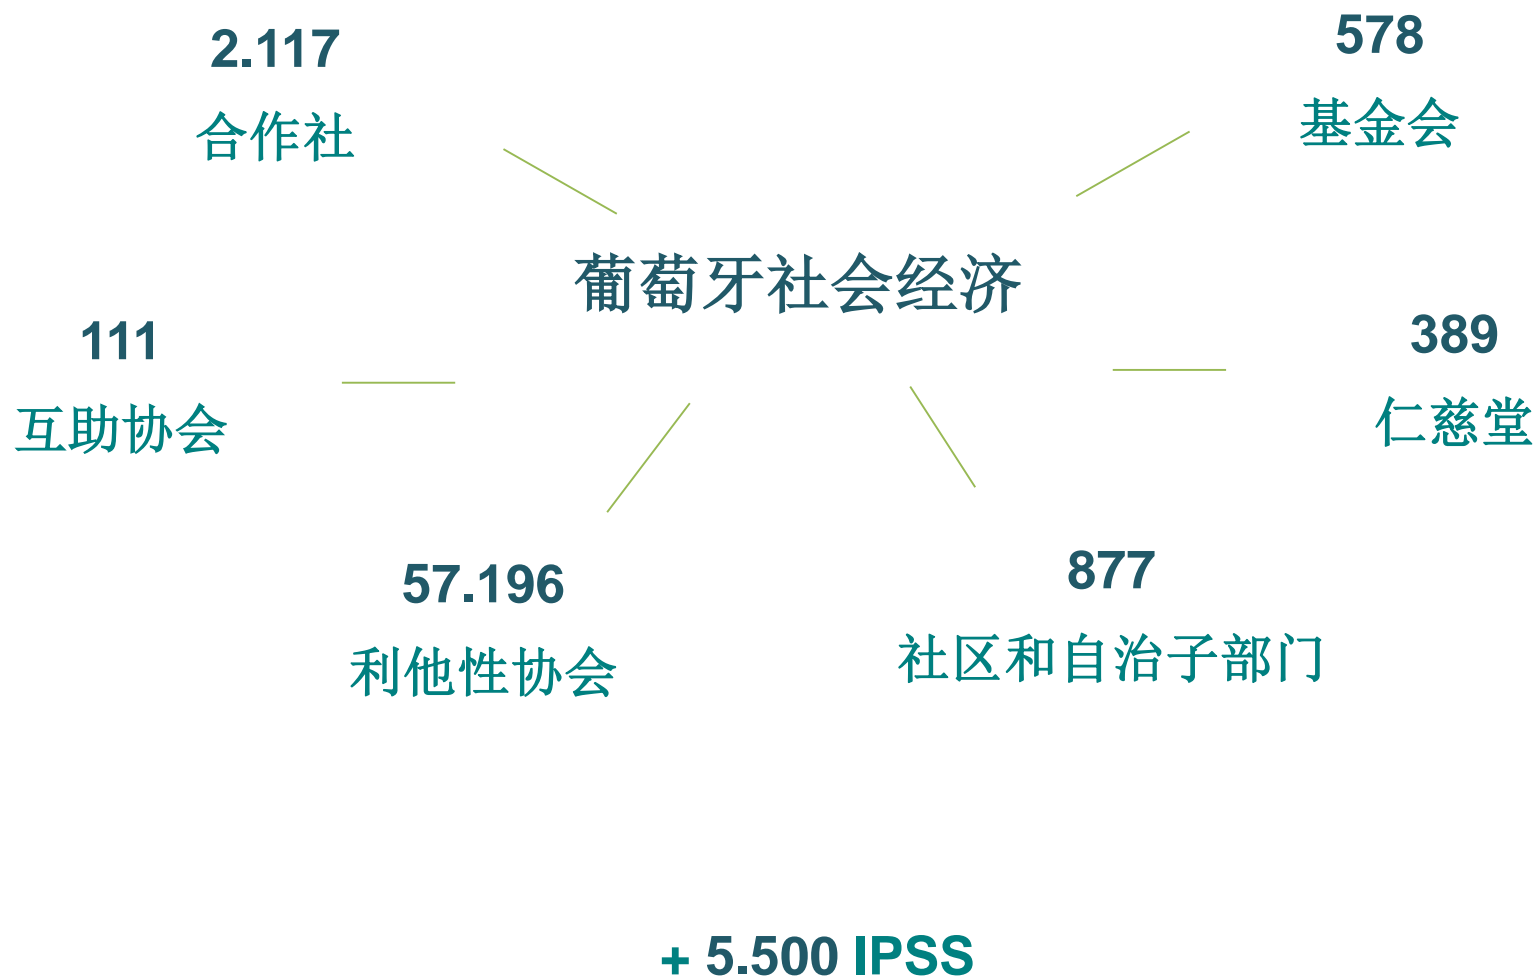 2.117
合作社
578
基金会
葡萄牙社会经济
111
互助协会
389
仁慈堂
57.196
利他性协会
877
社区和自治子部门
+ 5.500 IPSS